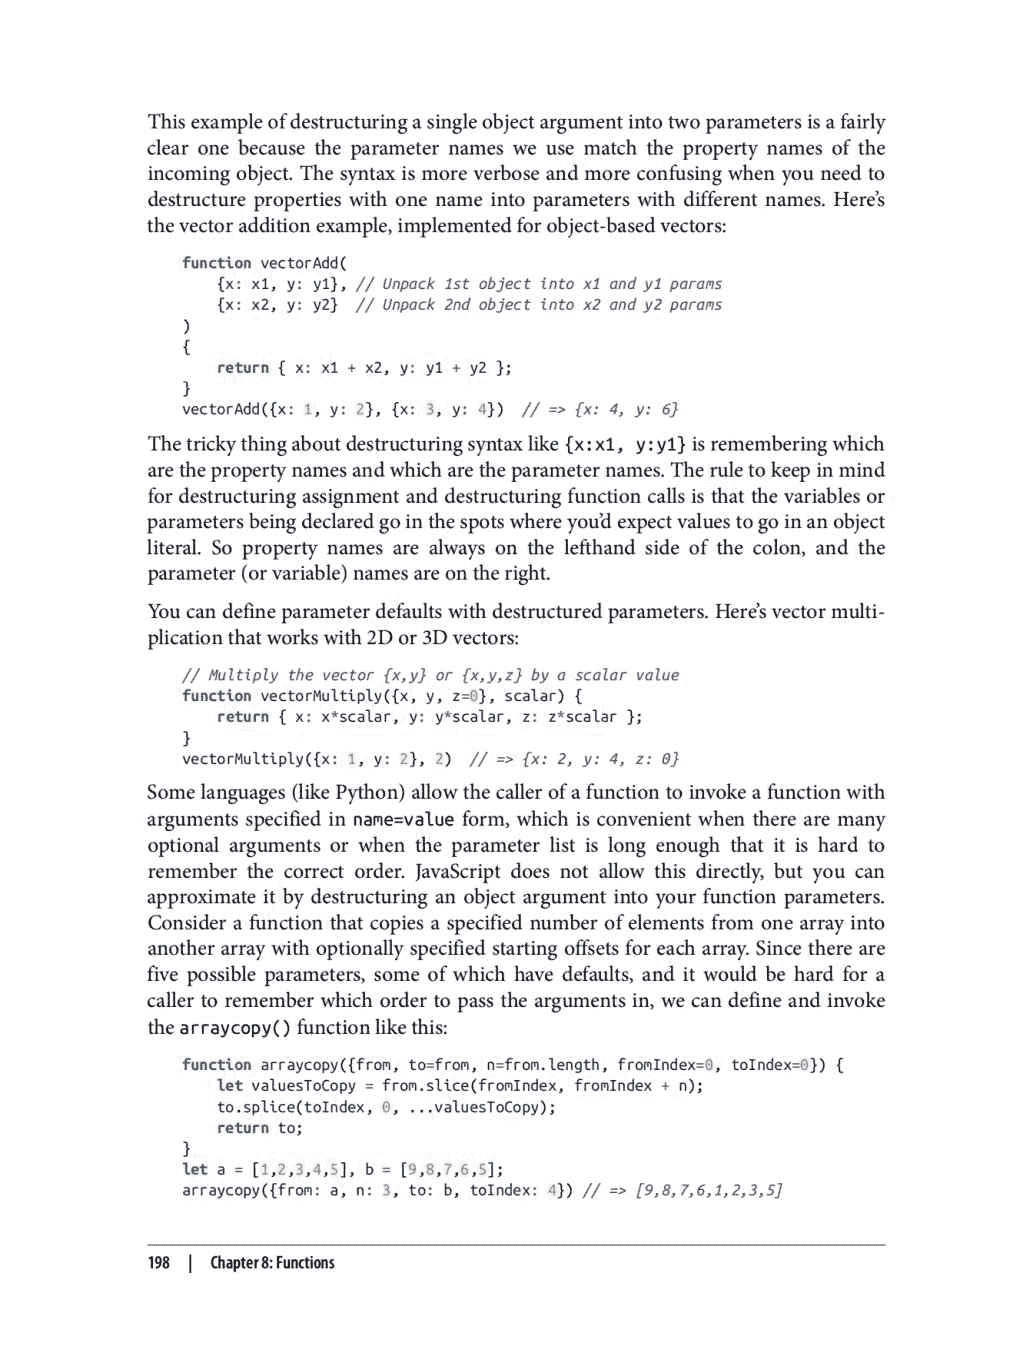 This example of destructuring a single object argument into two parameters is a fairly
clear one because the parameter names we use match the property names of the
incoming object. The syntax is more verbose and more confusing when you need to
destructure properties with one name into parameters with different names. Here’s
the vector addition example, implemented for object-based vectors:
function vectorAdd(
    {x: x1, y: y1}, // Unpack 1st object into x1 and y1 params
    {x: x2, y: y2}  // Unpack 2nd object into x2 and y2 params
)
{
    return { x: x1 + x2, y: y1 + y2 };
}
vectorAdd({x: 1, y: 2}, {x: 3, y: 4})  // => {x: 4, y: 6}
The tricky thing about destructuring syntax like {x:x1, y:y1} is remembering which
are the property names and which are the parameter names. The rule to keep in mind
for destructuring assignment and destructuring function calls is that the variables or
parameters being declared go in the spots where you’d expect values to go in an object
literal. So property names are always on the lefthand side of the colon, and the
parameter (or variable) names are on the right.
You can define parameter defaults with destructured parameters. Here’s vector multi-
plication that works with 2D or 3D vectors:
// Multiply the vector {x,y} or {x,y,z} by a scalar value
function vectorMultiply({x, y, z=0}, scalar) {
    return { x: x*scalar, y: y*scalar, z: z*scalar };
}
vectorMultiply({x: 1, y: 2}, 2)  // => {x: 2, y: 4, z: 0}
Some languages (like Python) allow the caller of a function to invoke a function with
arguments specified in name=value form, which is convenient when there are many
optional arguments or when the parameter list is long enough that it is hard to
remember the correct order. JavaScript does not allow this directly, but you can
approximate it by destructuring an object argument into your function parameters.
Consider a function that copies a specified number of elements from one array into
another array with optionally specified starting offsets for each array. Since there are
five possible parameters, some of which have defaults, and it would be hard for a
caller to remember which order to pass the arguments in, we can define and invoke
the arraycopy() function like this:
function arraycopy({from, to=from, n=from.length, fromIndex=0, toIndex=0}) {
    let valuesToCopy = from.slice(fromIndex, fromIndex + n);
    to.splice(toIndex, 0, ...valuesToCopy);
    return to;
}
let a = [1,2,3,4,5], b = [9,8,7,6,5];
arraycopy({from: a, n: 3, to: b, toIndex: 4}) // => [9,8,7,6,1,2,3,5]
198 | Chapter 8: Functions